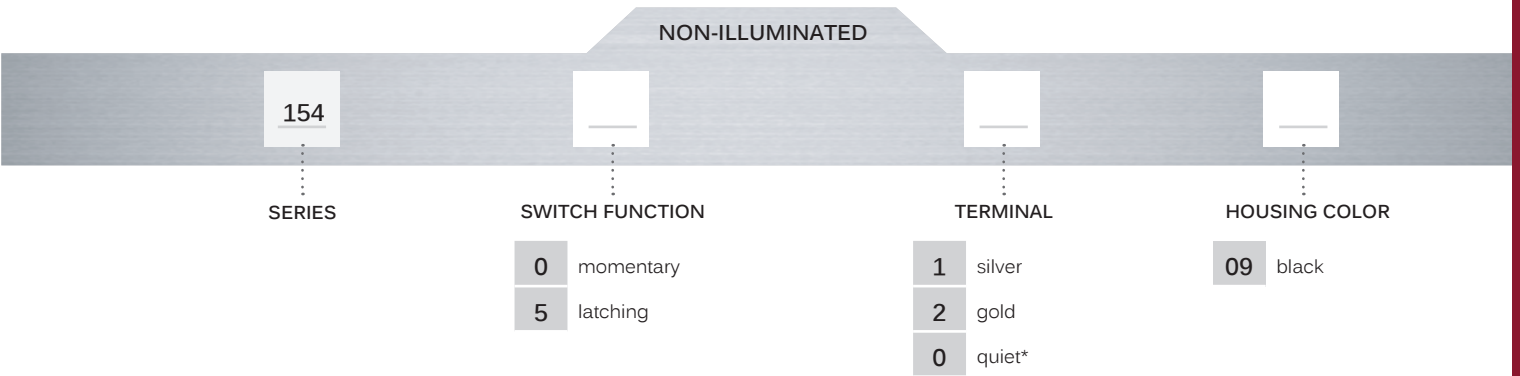 NON-ILLUMINATED
154
SERIES
SWITCH FUNCTION
TERMINAL
HOUSING COLOR
0 momentary
1 silver
09 black
5 latching
2 gold
0 quiet*